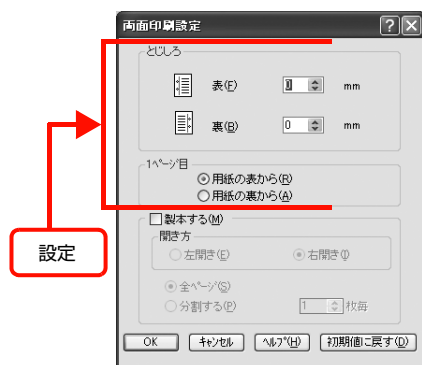 両面印刷設定
とじしろ
表(F) 0 mm
裏(B) 0 mm
1ページ目
用紙の表から(R)
用紙の裏から(A)
製本する(M)
開き方
左開き(E) 右開き(I)
全ページ(S)
分割する(P) 1 枚毎
OK キャンセル ヘルプ(H) 初期値に戻す(D)
設定